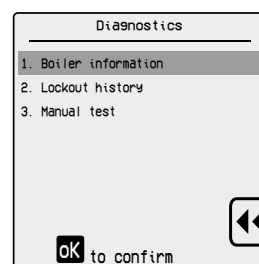 Diagnostics
1. Boiler information
2. Lockout history
3. Manual test
OK to confirm